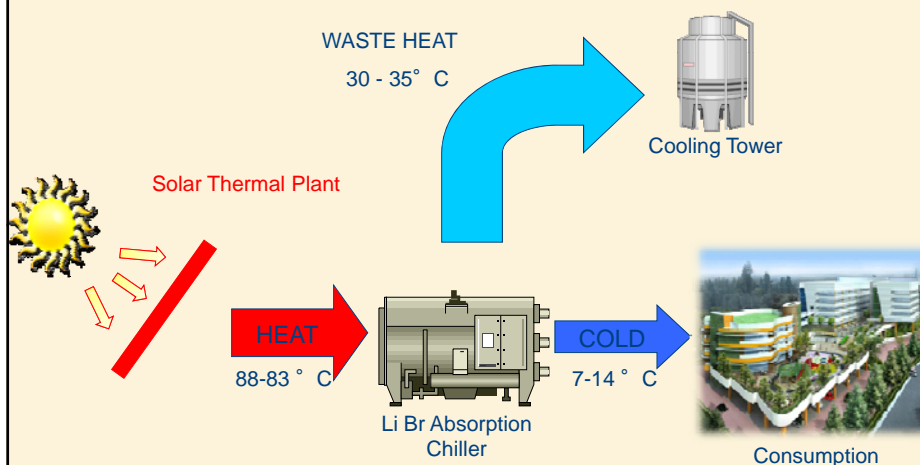 WASTE HEAT
30 - 35° C
Cooling Tower
Solar Thermal Plant
HEAT
88-83 ° C
COLD
7-14 ° C
Li Br Absorption
Chiller
Consumption